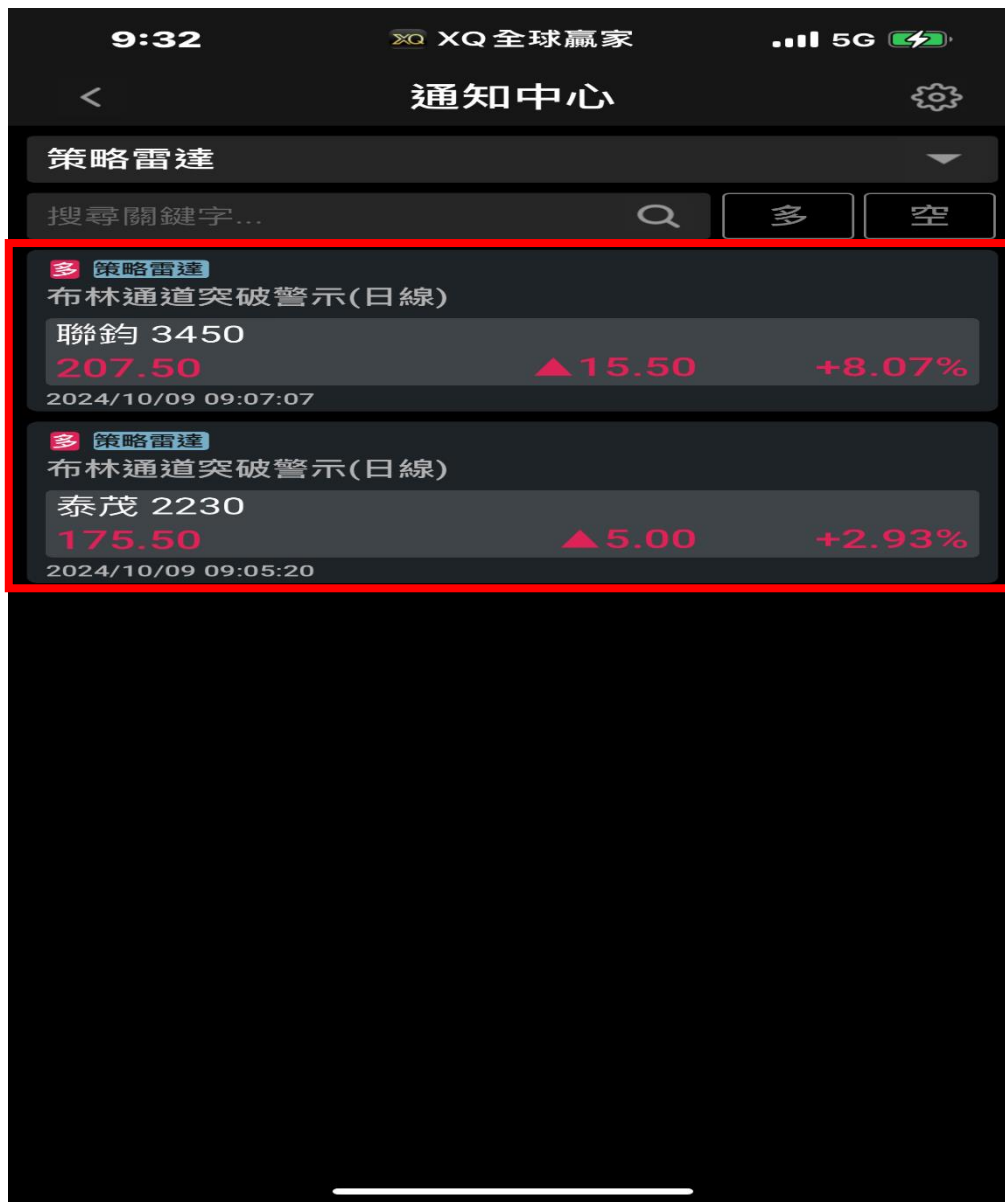 9:32 XQ XQ全球贏家 5G
< 通知中心
策略雷達
搜尋關鍵字... 多 空
多 策略雷達
布林通道突破警示(日線)
聯鈞 3450
207.50 ▲15.50 +8.07%
2024/10/09 09:07:07
多 策略雷達
布林通道突破警示(日線)
泰茂 2230
175.50 ▲5.00 +2.93%
2024/10/09 09:05:20